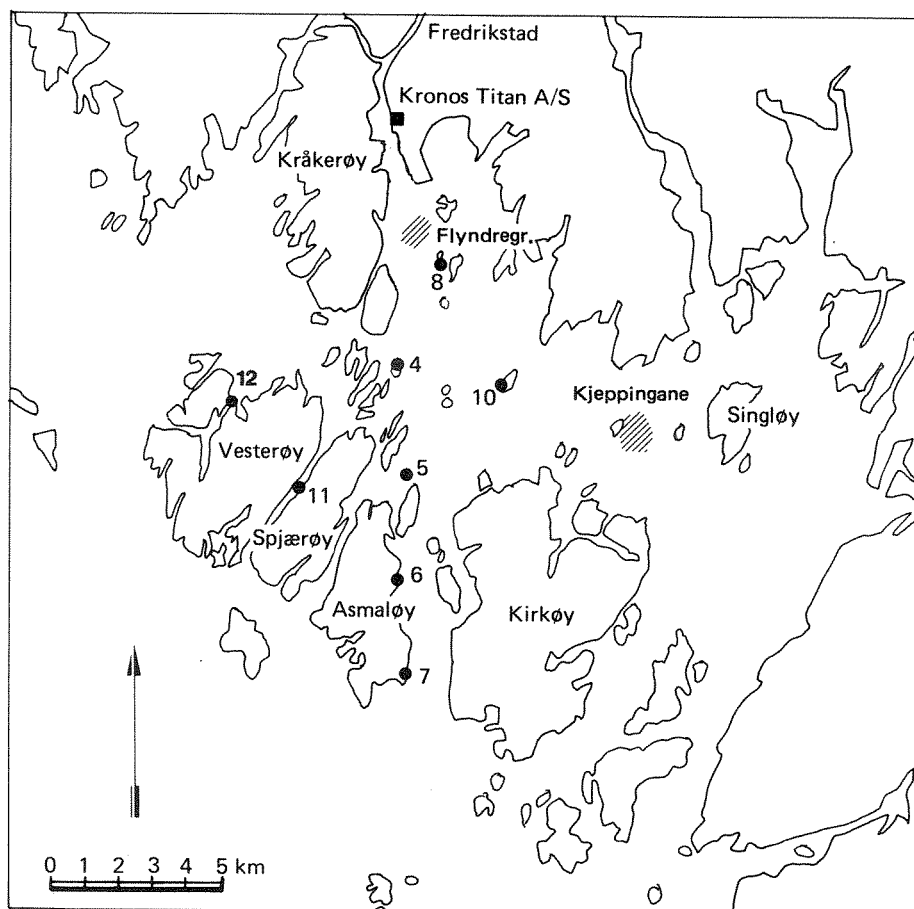 Fredrikstad
Kronos Titan A/S
Kråkerøy
Flyndregr.
8
4
12
10
Kjeppingane
Singløy
Vesterøy
5
11
Spjærøy
6
Asmaløy
Kirkøy
7
0 1 2 3 4 5 km